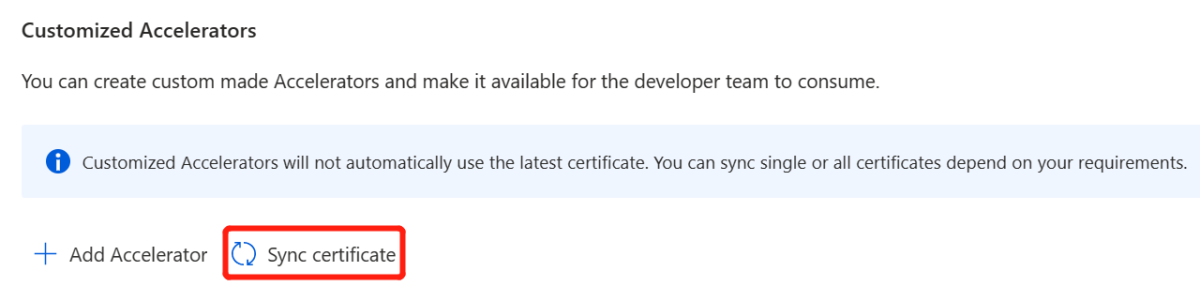 Customized Accelerators
You can create custom made Accelerators and make it available for the developer team to consume.
Customized Accelerators will not automatically use the latest certificate. You can sync single or all certificates depend on your requirements.
Add Accelerator Sync certificate